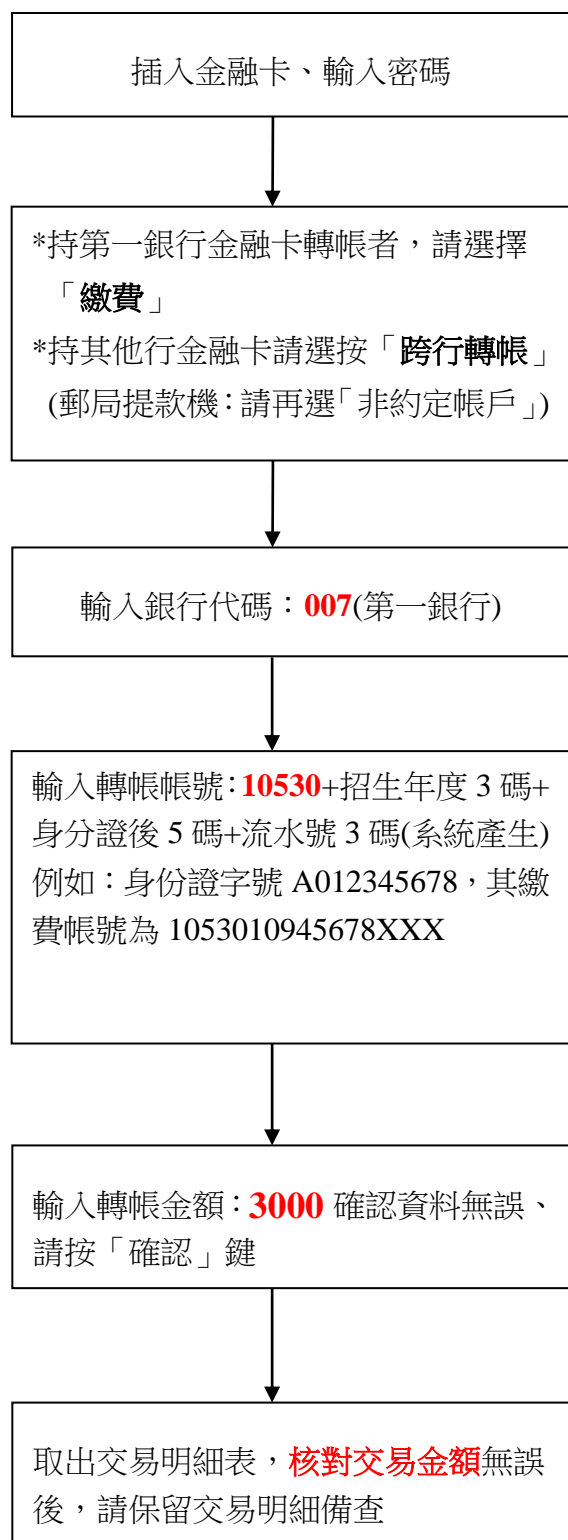 插入金融卡、輸入密碼
*持第一銀行金融卡轉帳者，請選擇
「繳費」
*持其他行金融卡請選按「跨行轉帳」
(郵局提款機：請再選「非約定帳戶」)
輸入銀行代碼：007(第一銀行)
輸入轉帳帳號：10530+招生年度 3 碼+
身分證後 5 碼+流水號 3 碼(系統產生)
例如：身份證字號 A012345678，其繳
費帳號為 1053010945678XXX
輸入轉帳金額：3000 確認資料無誤、
請按「確認」鍵
取出交易明細表，核對交易金額無誤
後，請保留交易明細備查